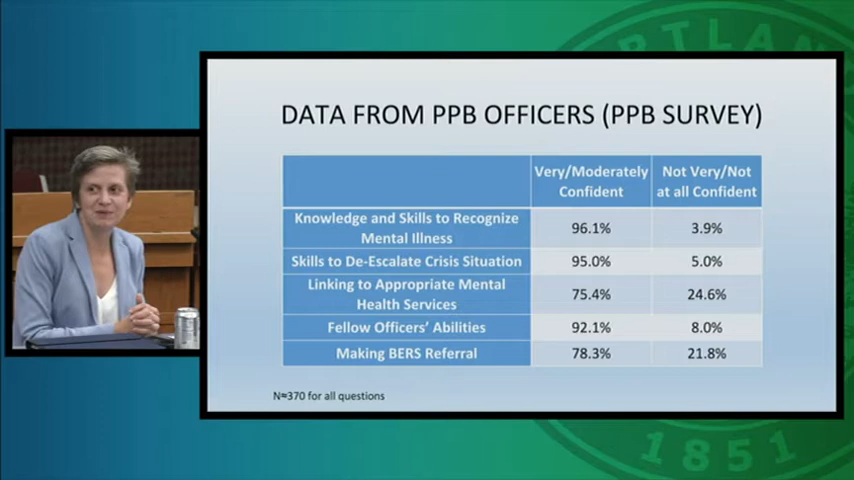 RTLAN
DATA FROM PPB OFFICERS (PPB SURVEY)
Very/Moderately Confident
Not Very/Not at all Confident
Knowledge and Skills to Recognize Mental Illness
96.1%
3.9%
Skills to De-Escalate Crisis Situation
95.0%
5.0%
Linking to Appropriate Mental Health Services
75.4%
24.6%
Fellow Officers' Abilities
92.1%
8.0%
Making BERS Referral
78.3%
21.8%
N≈370 for all questions
1851